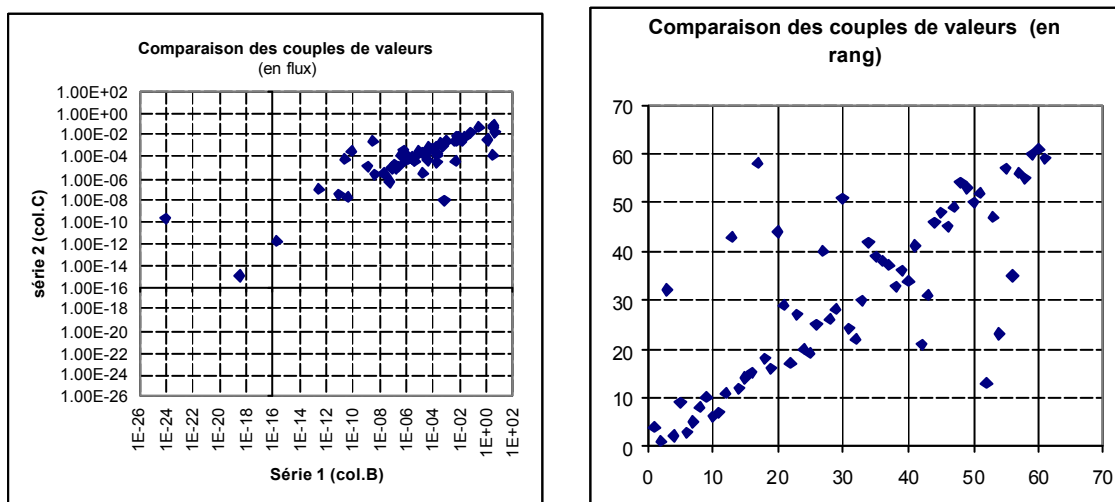 Comparaison des couples de valeurs
(en flux)
1.00E+02
1.00E+00
1.00E-02
1.00E-04
1.00E-06
1.00E-08
1.00E-10
1.00E-12
1.00E-14
1.00E-16
1.00E-18
1.00E-20
1.00E-22
1.00E-24
1.00E-26
série 2 (col.C)
1E-26
1E-24
1E-22
1E-20
1E-18
1E-16
1E-14
1E-12
1E-10
1E-08
1E-06
1E-04
1E-02
1E+00
1E+02
Série 1 (col.B)
Comparaison des couples de valeurs (en
rang)
70
60
50
40
30
20
10
0
0 10 20 30 40 50 60 70